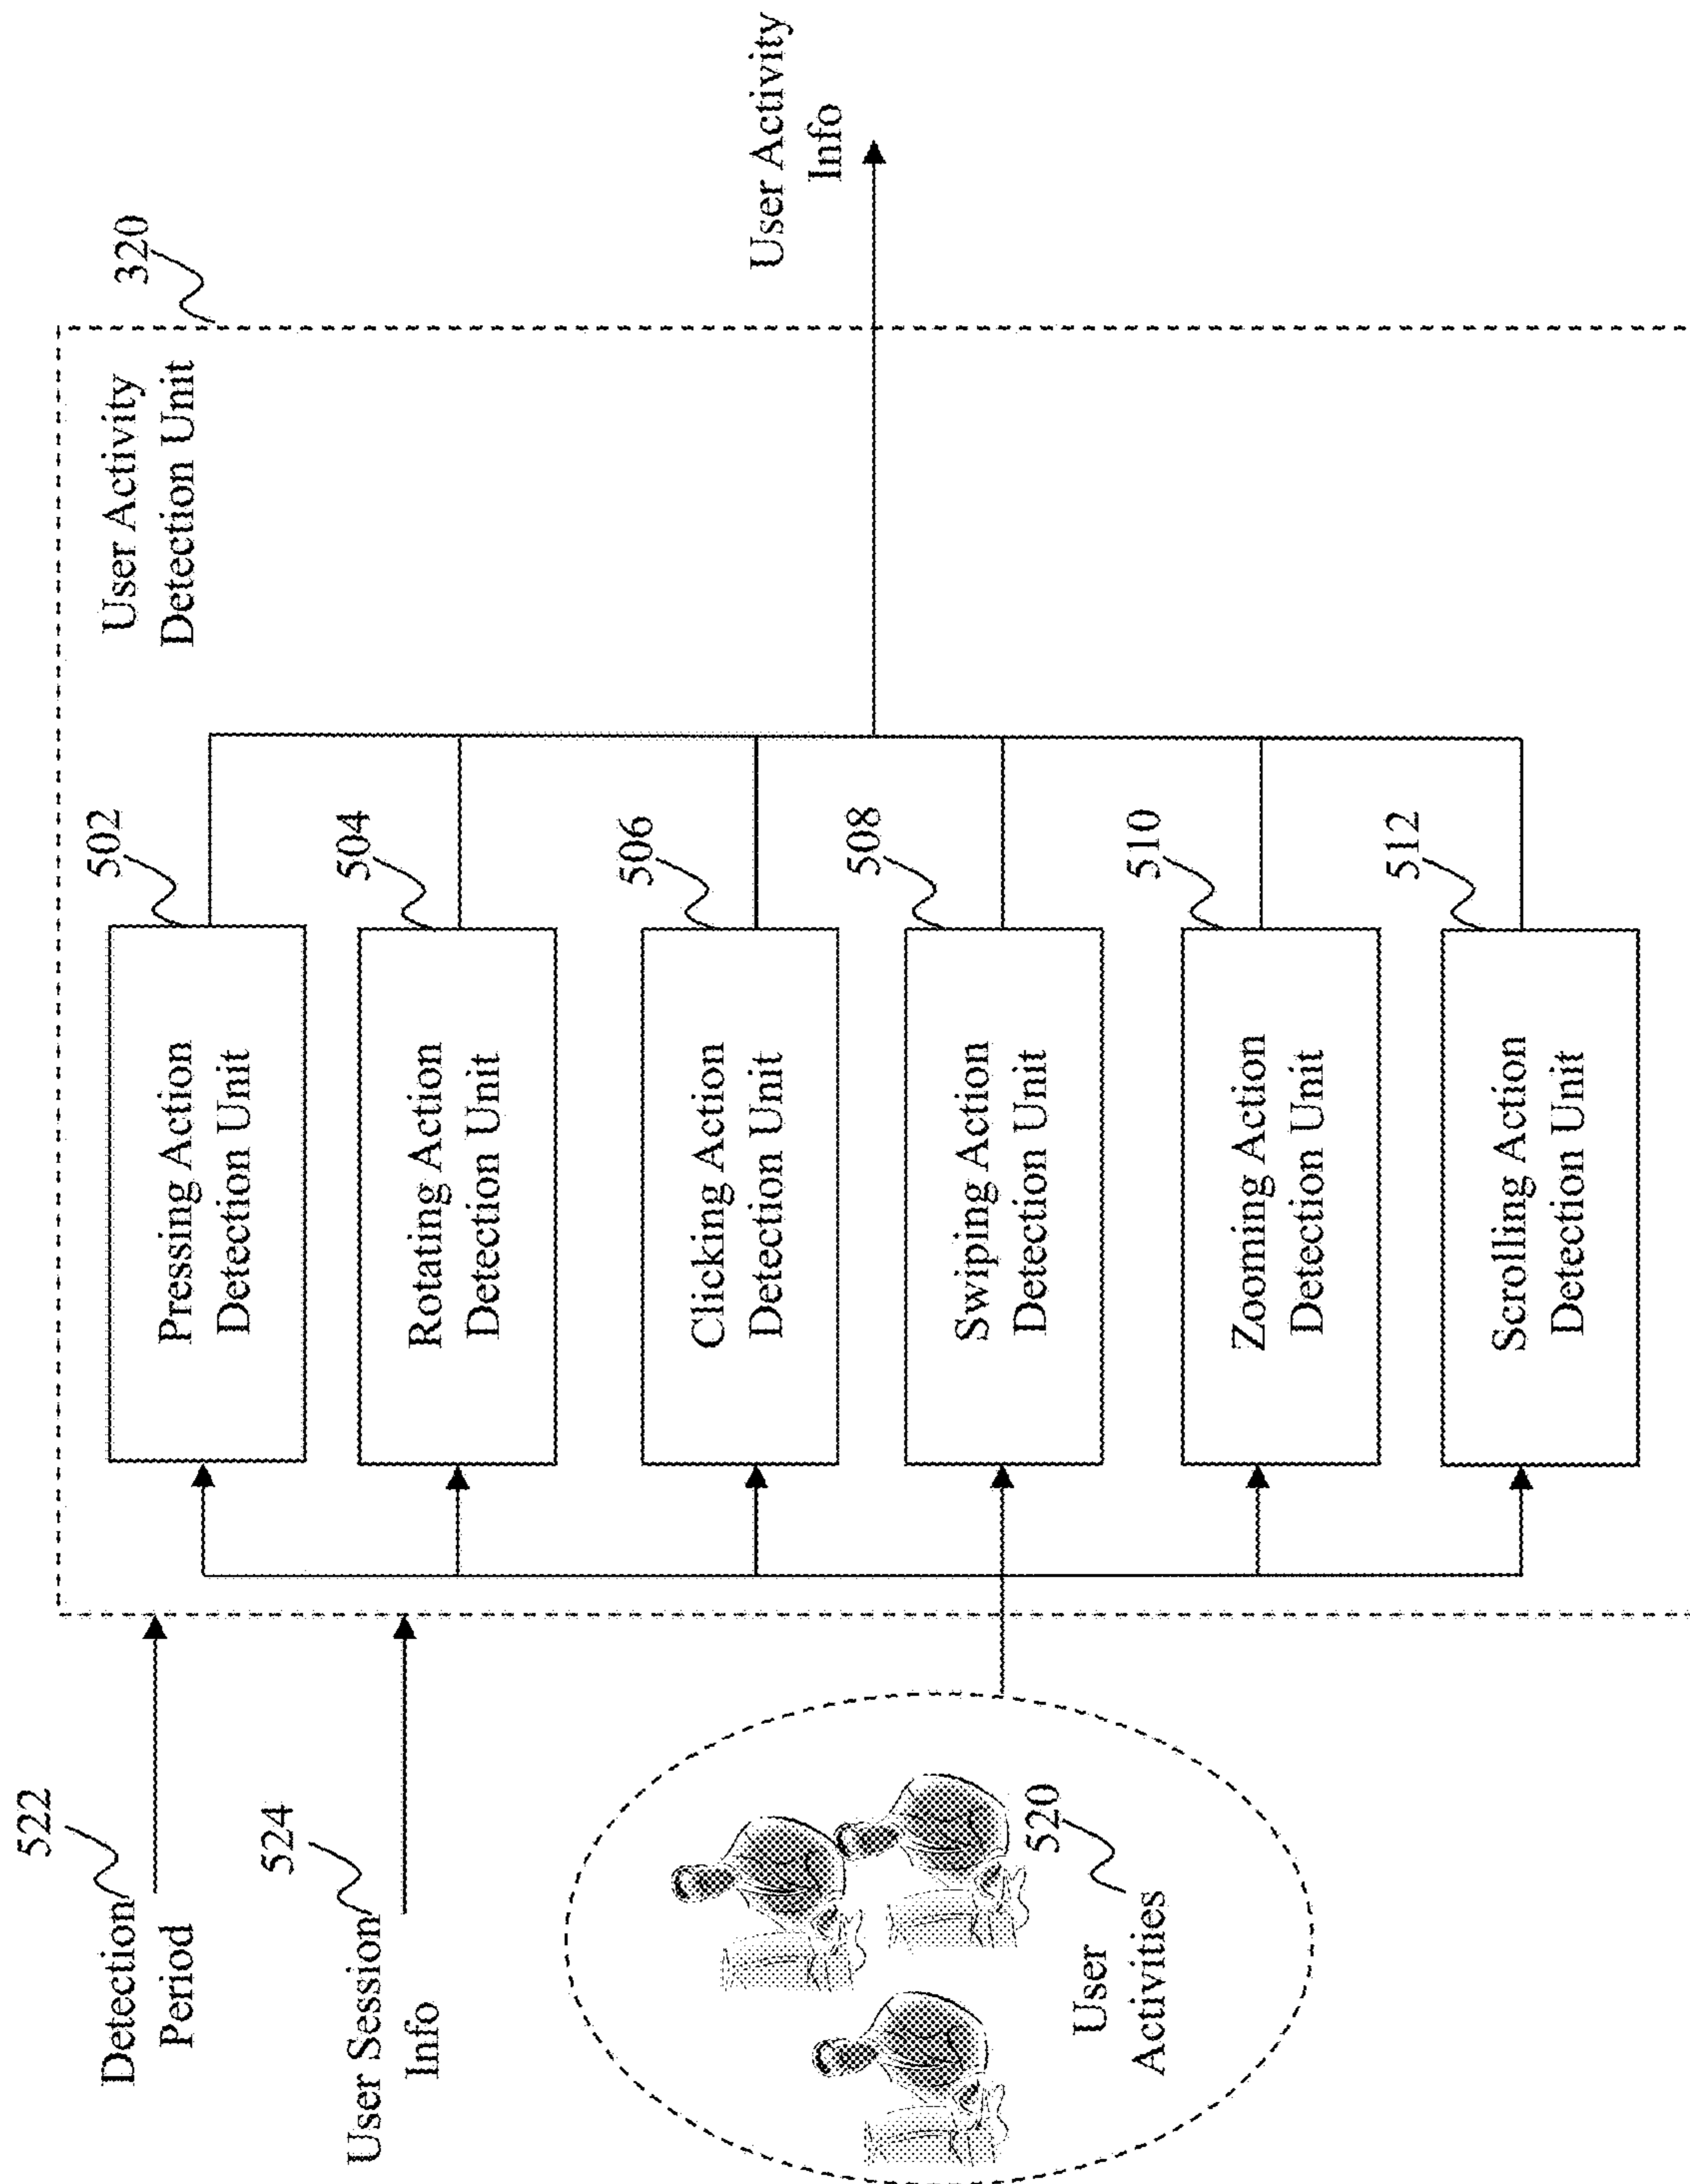 522
Detection
Period
524
User Session
Info
User
Activities
520
User Activity
Detection Unit
320
Pressing Action
Detection Unit
502
Rotating Action
Detection Unit
504
Clicking Action
Detection Unit
506
Swiping Action
Detection Unit
508
Zooming Action
Detection Unit
510
Scrolling Action
Detection Unit
512
User Activity
Info